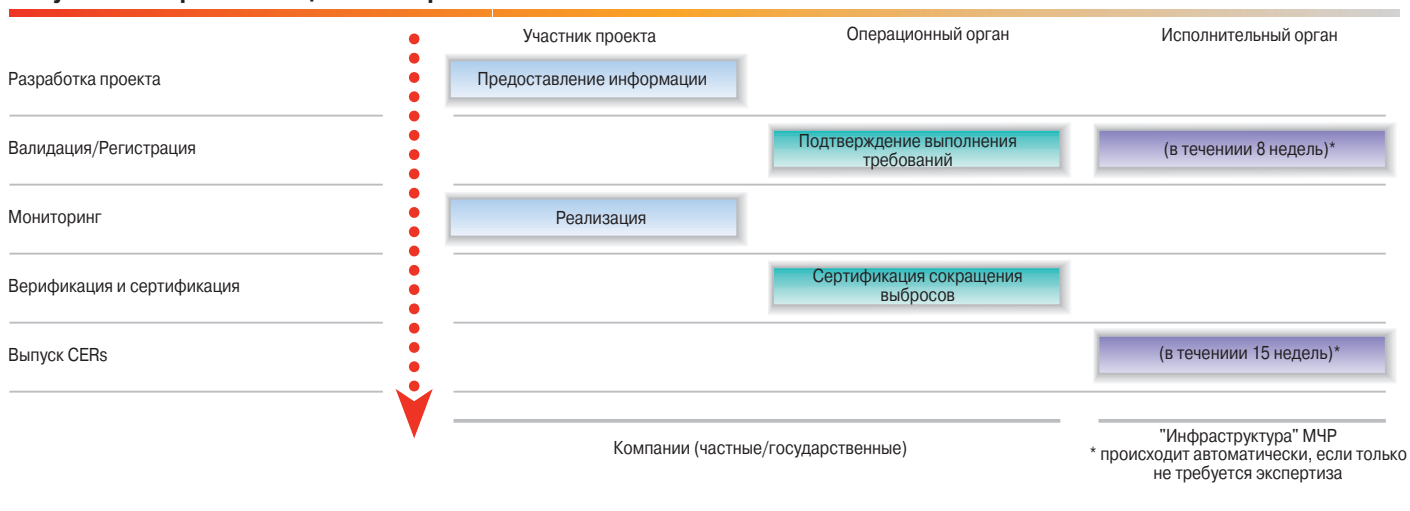 Участник проекта
Операционный орган
Исполнительный орган
Разработка проекта
Предоставление информации
Валидация/Регистрация
Подтверждение выполнения
требований
(в течениии 8 недель)*
Мониторинг
Реализация
Верификация и сертификация
Сертификация сокращения
выбросов
Выпуск CERs
(в течениии 15 недель)*
Компании (частные/государственные)
"Инфраструктура" МЧР
* происходит автоматически, если только
не требуется экспертиза